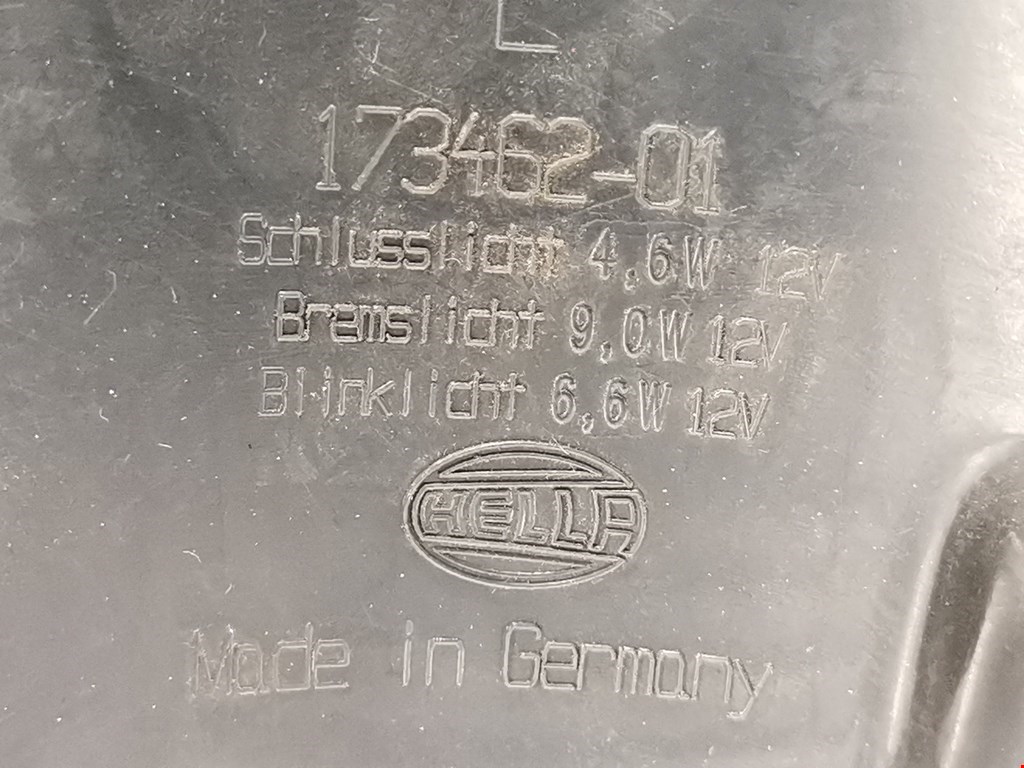 L
173462-01
Schlusslicht 4,6W 12V
Bremslicht 9,0W 12V
Blinklicht 6,6W 12V
HELLA
Made in Germany